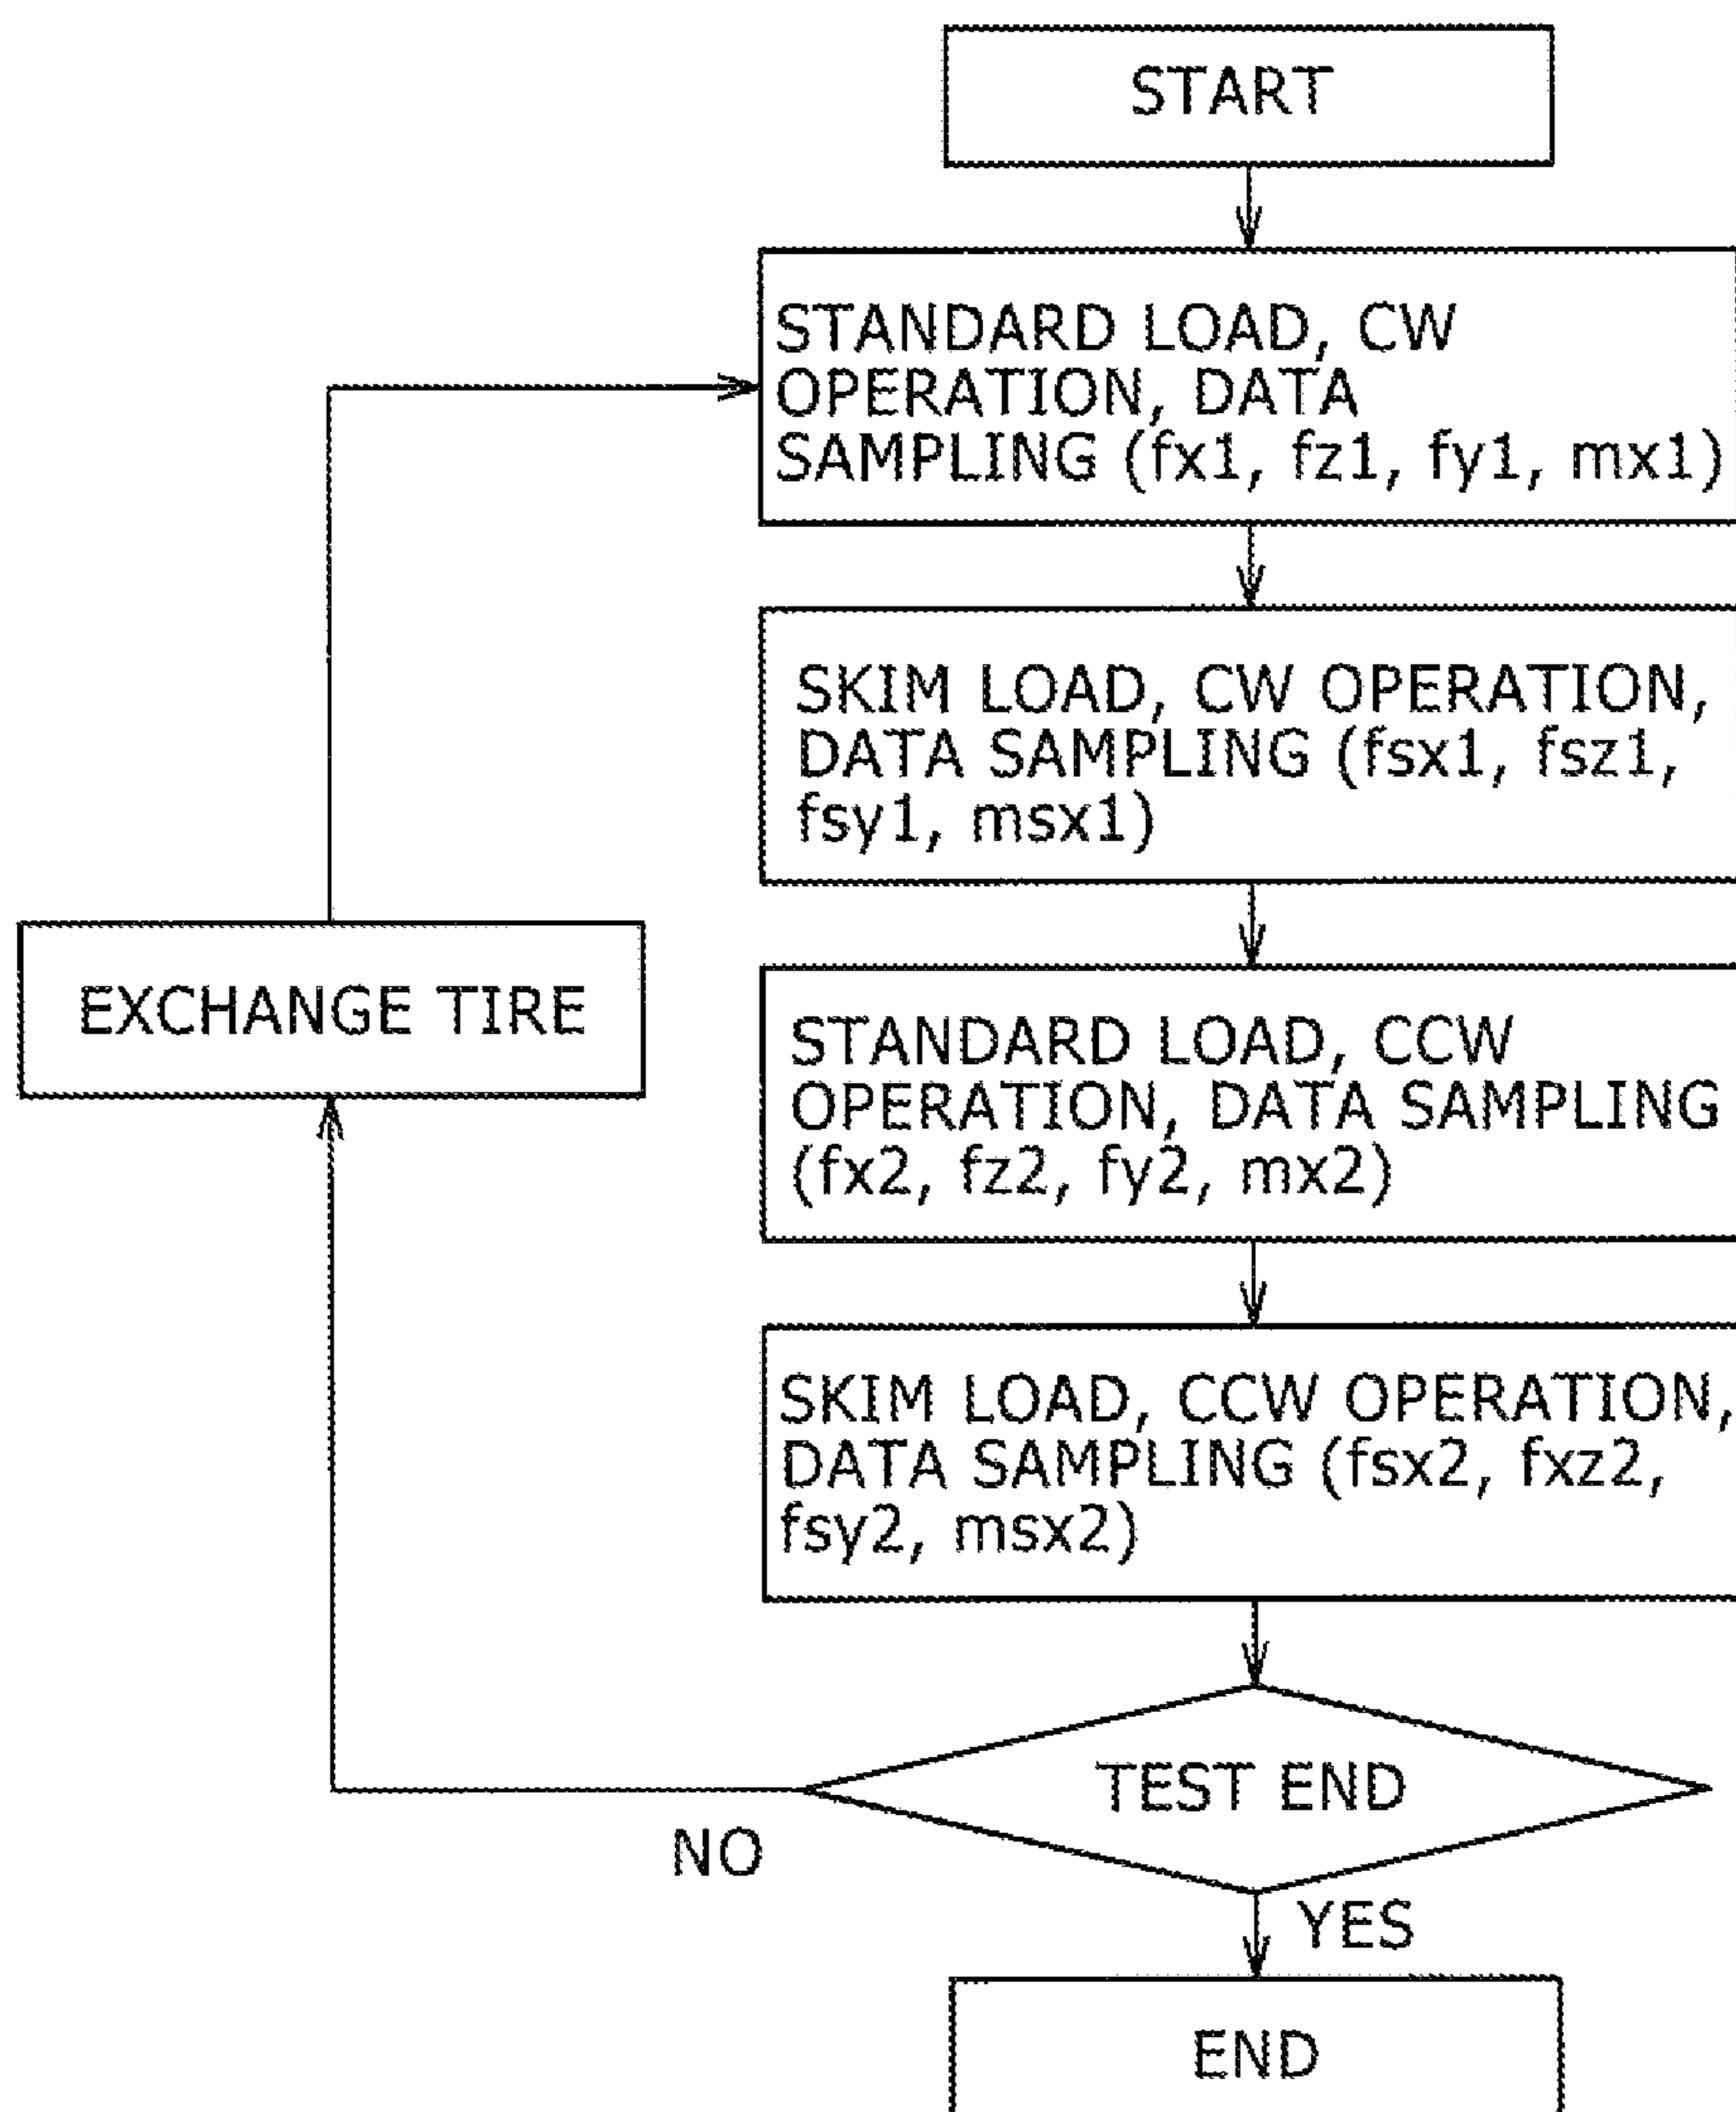 START
STANDARD LOAD, CW
OPERATION, DATA
SAMPLING (fx1, fz1, fy1, mx1)
SKIM LOAD, CW OPERATION,
DATA SAMPLING (fsx1, fsz1,
fsy1, msx1)
EXCHANGE TIRE
STANDARD LOAD, CCW
OPERATION, DATA SAMPLING
(fx2, fz2, fy2, mx2)
SKIM LOAD, CCW OPERATION,
DATA SAMPLING (fsx2, fxz2,
fsy2, msx2)
TEST END
NO
YES
END